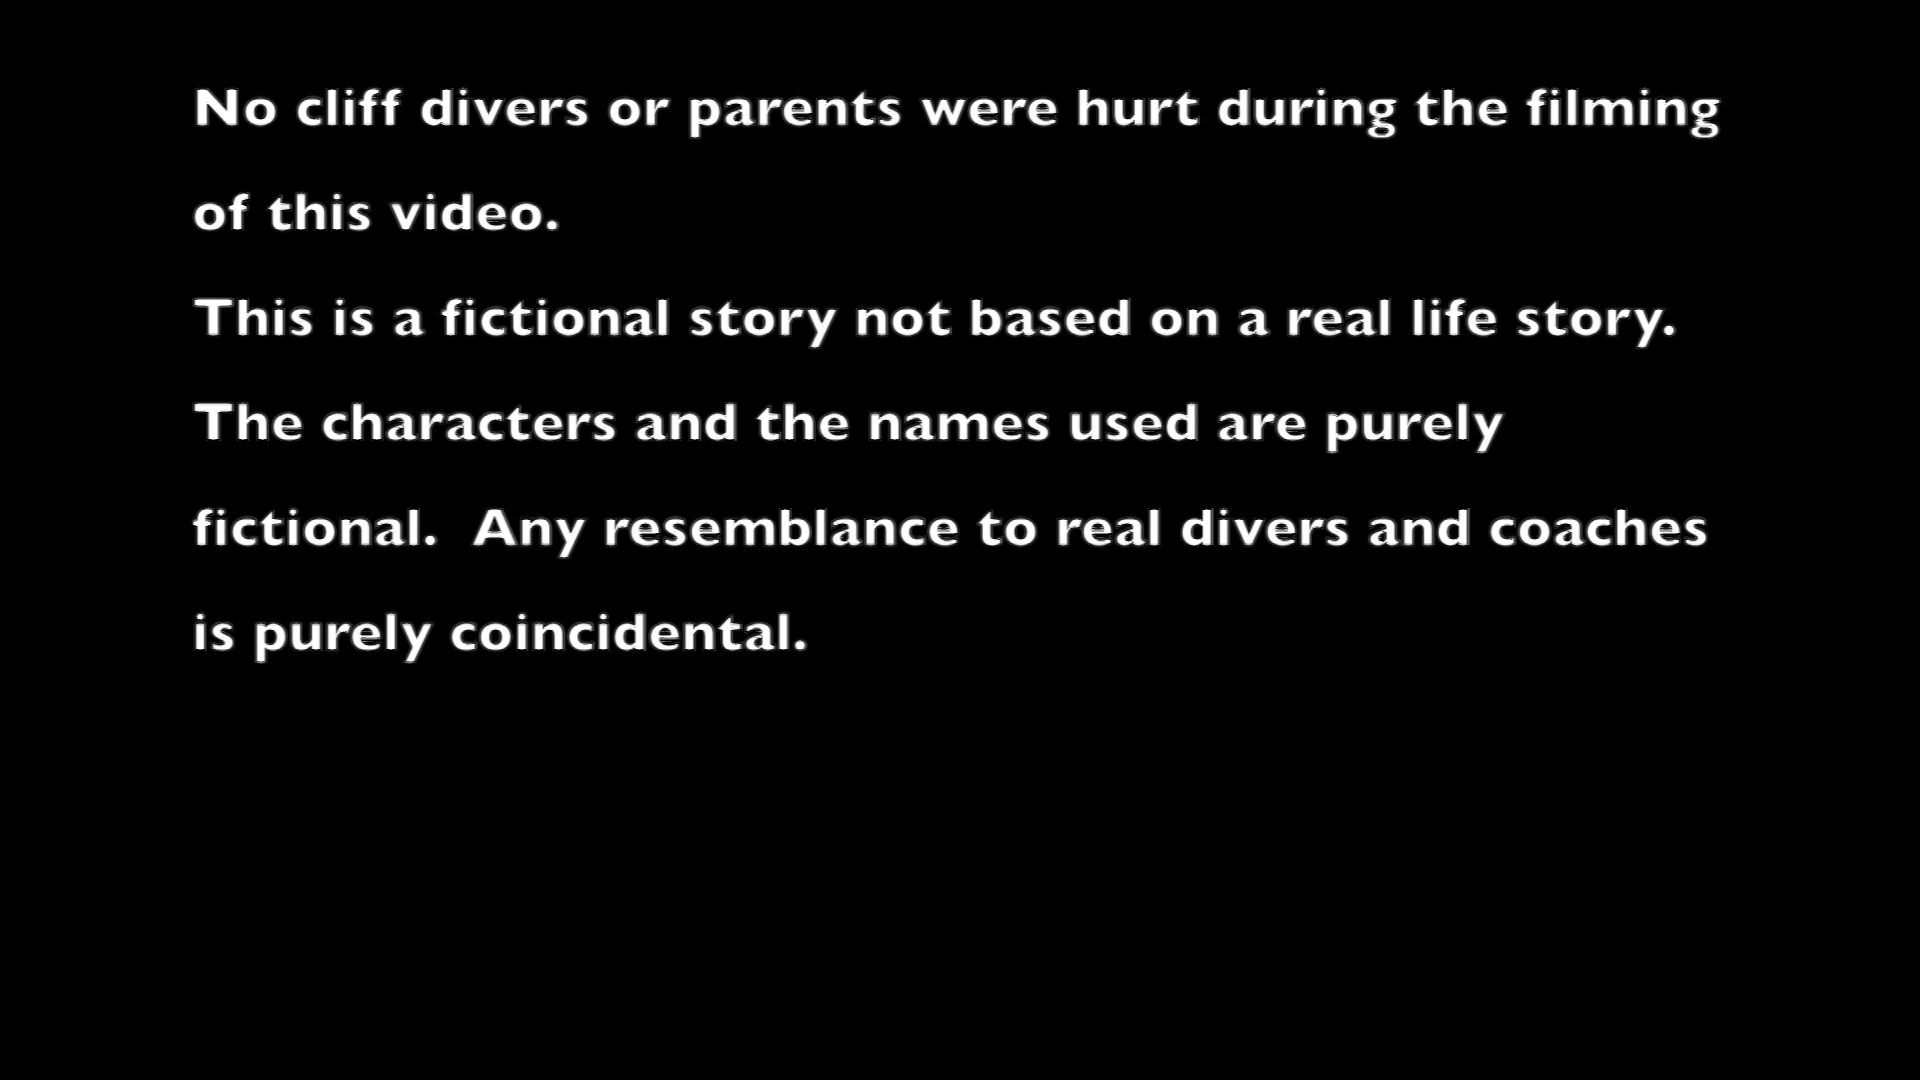 No cliff divers or parents were hurt during the filming
of this video.
This is a fictional story not based on a real life story.
The characters and the names used are purely
fictional.  Any resemblance to real divers and coaches
is purely coincidental.